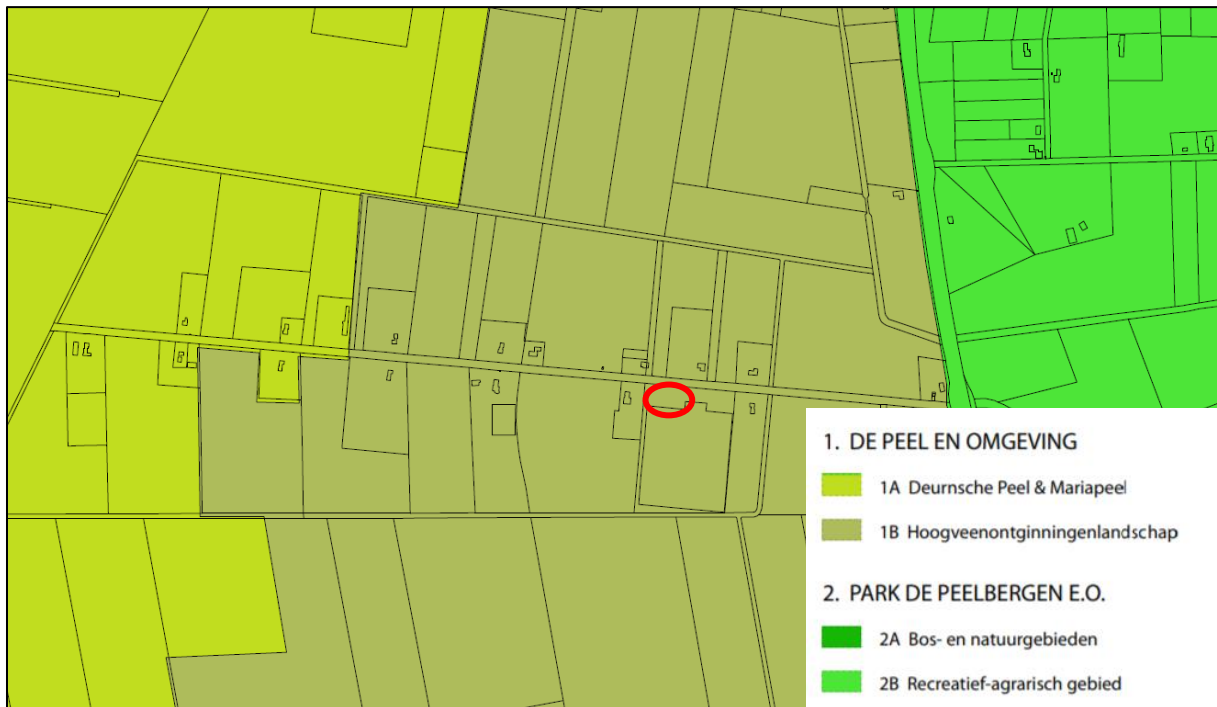 1. DE PEEL EN OMGEVING
1A Deurnsche Peel & Mariapeel
1B Hoogveenontginningenlandschap
2. PARK DE PEELBERGEN E.O.
2A Bos- en natuurgebieden
2B Recreatief-agrarisch gebied